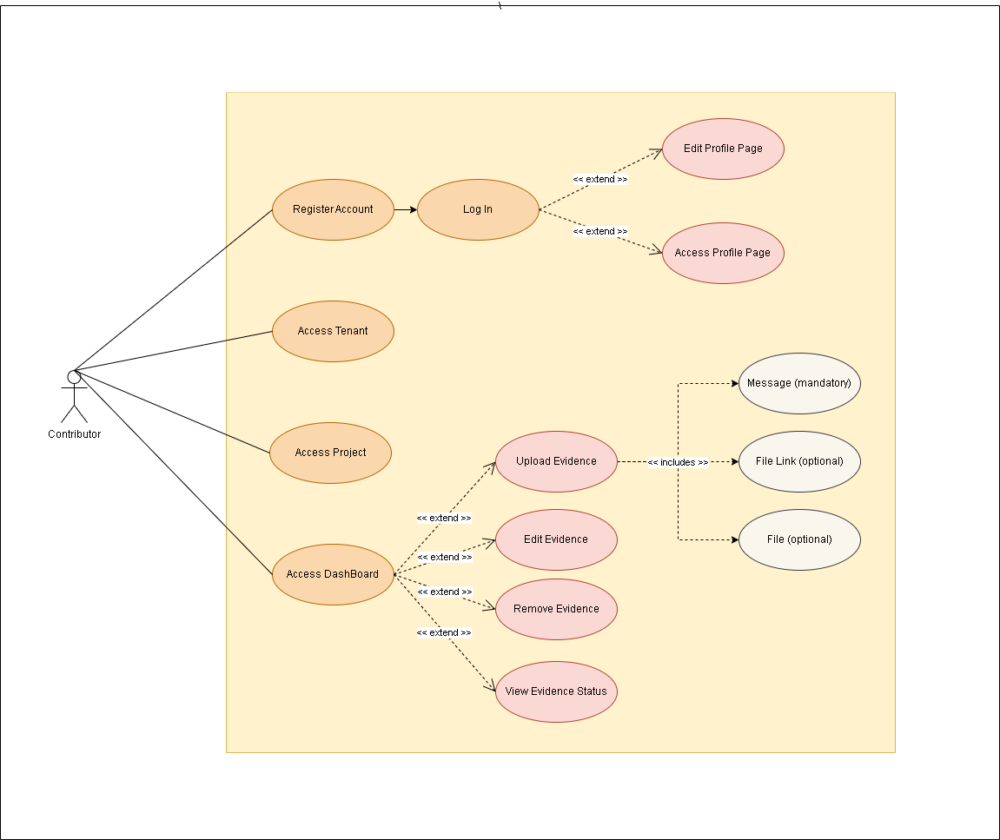 Edit Profile Page
<< extend >>
Register Account
Log In
<< extend >>
Access Profile Page
Access Tenant
Message (mandatory)
Contributor
Access Project
Upload Evidence
<< includes >>
File Link (optional)
<< extend >>
Edit Evidence
File (optional)
<< extend >>
Access DashBoard
<< extend >>
Remove Evidence
<< extend >>
View Evidence Status